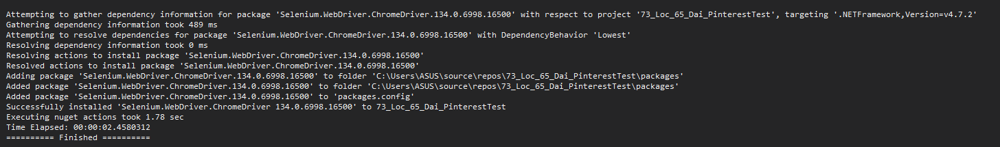 Attempting to gather dependency information for package 'Selenium.WebDriver.ChromeDriver.134.0.6998.16500' with respect to project '73_Loc_65_Dai_PinterestTest', targeting '.NETFramework,Version=v4.7.2'
Gathering dependency information took 489 ms
Attempting to resolve dependencies for package 'Selenium.WebDriver.ChromeDriver.134.0.6998.16500' with DependencyBehavior 'Lowest'
Resolving dependency information took 0 ms
Resolving actions to install package 'Selenium.WebDriver.ChromeDriver.134.0.6998.16500'
Resolved actions to install package 'Selenium.WebDriver.ChromeDriver.134.0.6998.16500'
Adding package 'Selenium.WebDriver.ChromeDriver.134.0.6998.16500' to folder 'C:\Users\ASUS\source\repos\73_Loc_65_Dai_PinterestTest\packages'
Added package 'Selenium.WebDriver.ChromeDriver.134.0.6998.16500' to folder 'C:\Users\ASUS\source\repos\73_Loc_65_Dai_PinterestTest\packages'
Added package 'Selenium.WebDriver.ChromeDriver.134.0.6998.16500' to 'packages.config'
Successfully installed 'Selenium.WebDriver.ChromeDriver 134.0.6998.16500' to 73_Loc_65_Dai_PinterestTest
Executing nuget actions took 1.78 sec
Time Elapsed: 00:00:02.4580312
========== Finished ==========